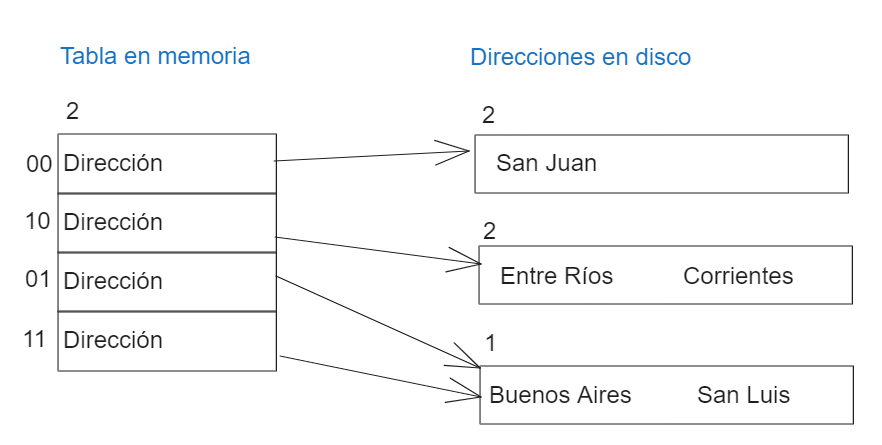 Tabla en memoria
Direcciones en disco
2
2
00 Dirección
San Juan
10 Dirección
2
Entre Ríos Corrientes
01 Dirección
11 Dirección
1
Buenos Aires San Luis